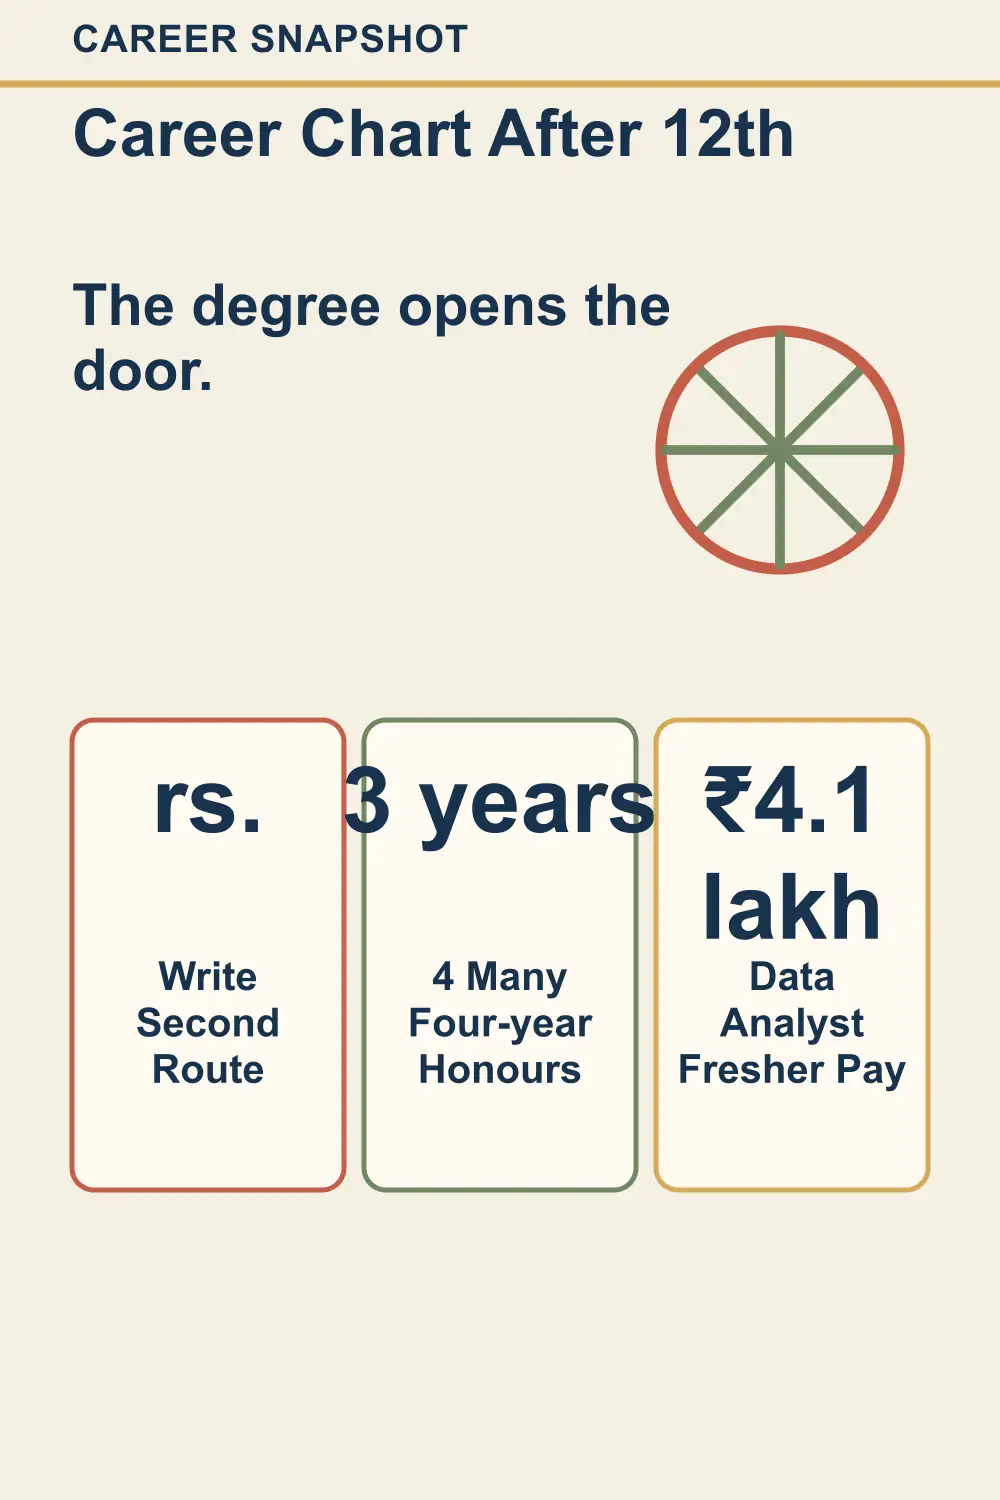 CAREER SNAPSHOT
Career Chart After 12th
The degree opens the
door.
rs.
Write
Second
Route
3 years
4 Many
Four-year
Honours
₹4.1
lakh
Data
Analyst
Fresher Pay